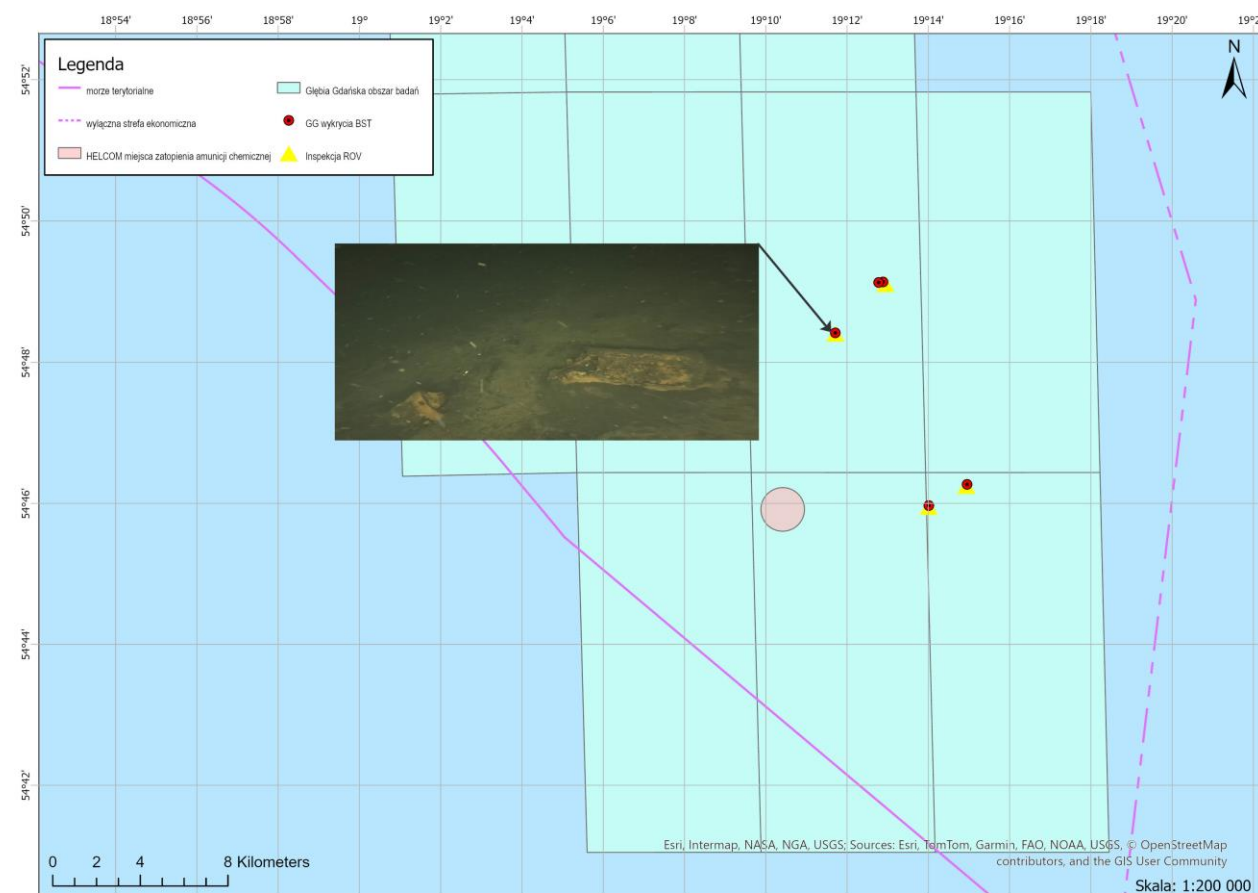 18°54' 18°56' 18°58' 19° 19°2' 19°4' 19°6' 19°8' 19°10' 19°12' 19°14' 19°16' 19°18' 19°20' 19°2
N
Legenda
morze terytorialne
wyłączna strefa ekonomiczna
HELCOM miejsca zatopienia amunicji chemicznej
Głębia Gdańska obszar badań
GG wykrycia BST
Inspekcja ROV
54°52'
54°50'
54°48'
54°46'
54°44'
54°42'
0 2 4 8 Kilometers
Esri, Intermap, NASA, NGA, USGS; Sources: Esri, TomTom, Garmin, FAO, NOAA, USGS, © OpenStreetMap
contributors, and the GIS User Community
Skala: 1:200 000